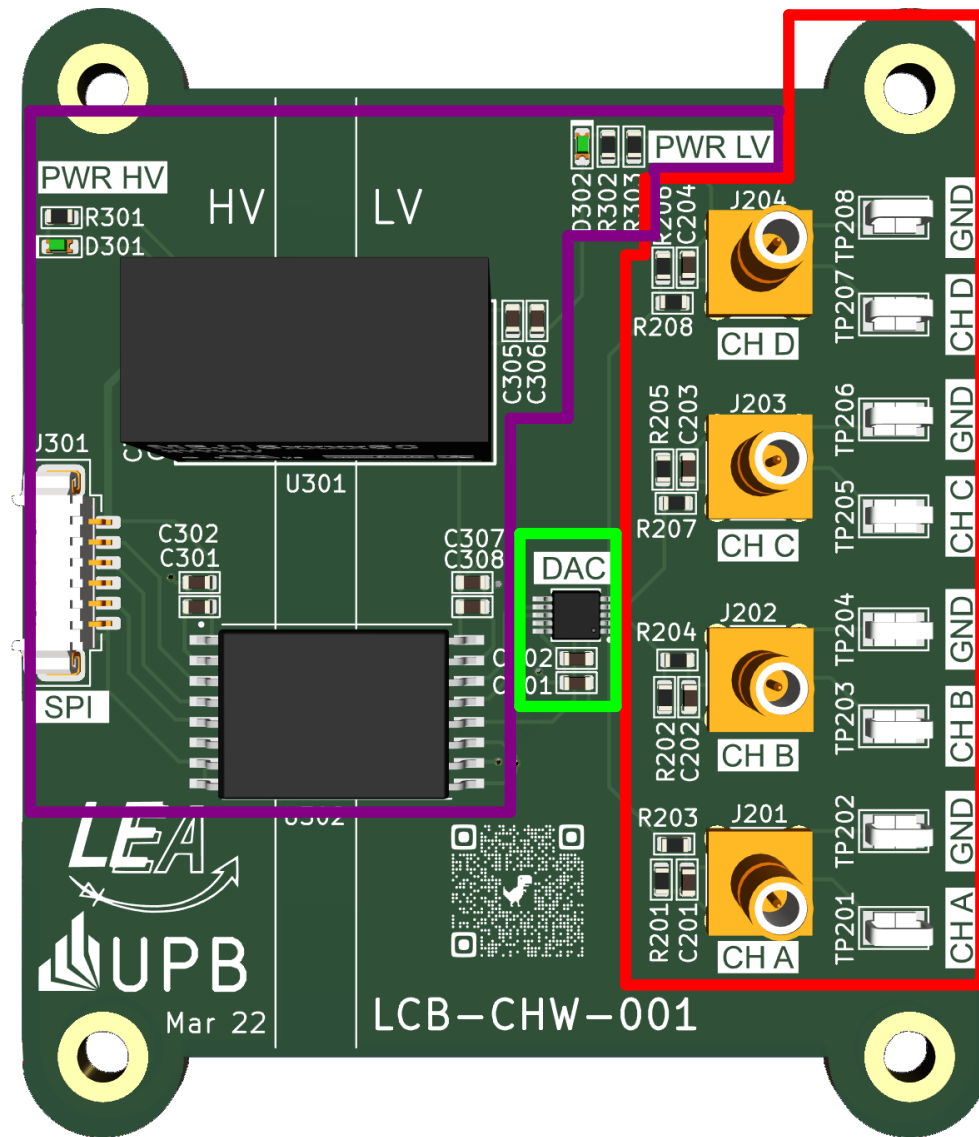 PWR HV
R301
D301
HV
LV
D302
R302
R303
PWR LV
R206
C204
J204
TP208
GND
R208
CH D
TP207
CH D
C305
C306
J301
U301
R205
C203
J203
TP206
GND
R207
CH C
TP205
CH C
C302
C301
C307
C308
DAC
SPI
R204
J202
TP204
GND
R202
C202
CH B
TP203
CH B
LEA
R203
J201
TP202
GND
R201
C201
CH A
TP201
CH A
UPB
Mar 22
LCB-CHW-001